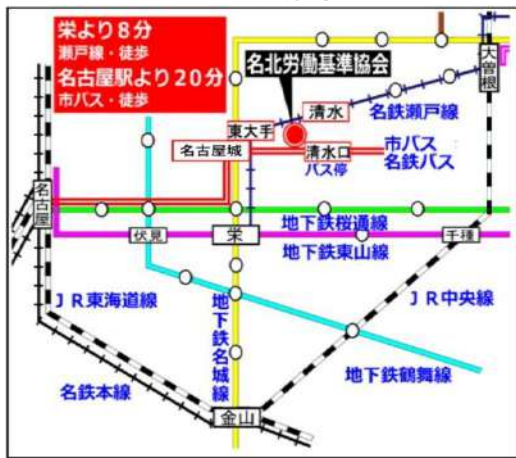 栄より8分
瀬戸線・徒歩
名古屋駅より20分
市バス・徒歩
名北労働基準協会
大曽根
清水
名鉄瀬戸線
東大手
名古屋城
清水口
バス停
市バス
名鉄バス
名古屋
地下鉄桜通線
伏見
栄
千種
地下鉄東山線
JR東海道線
地下鉄名城線
JR中央線
名鉄本線
地下鉄鶴舞線
金山